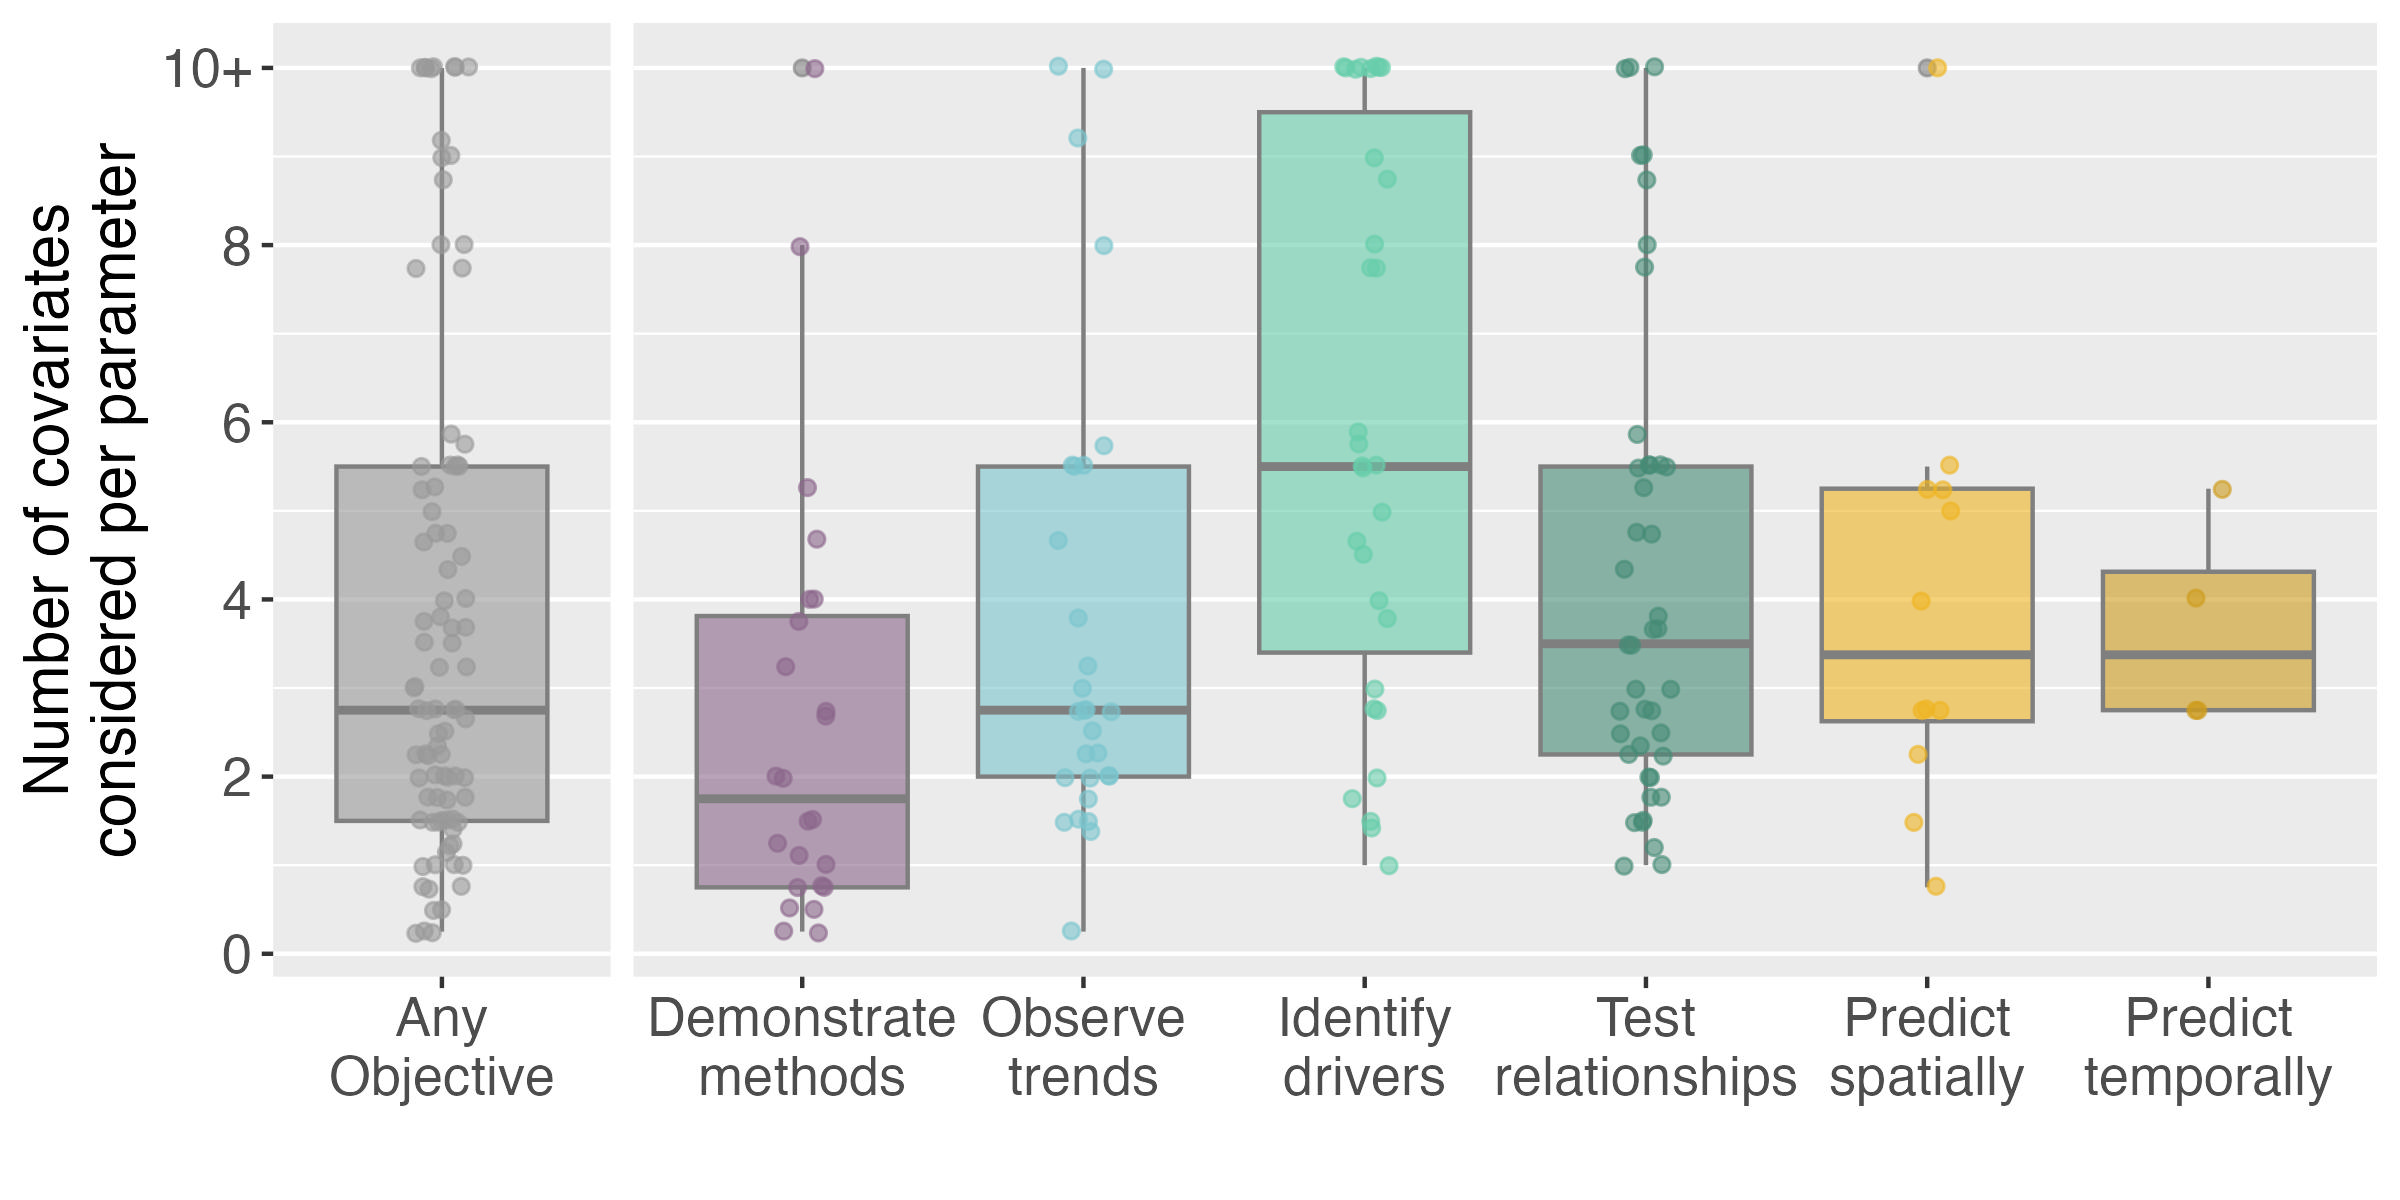 Number of covariates
considered per parameter
10+
8
6
4
2
0
Any
Objective
Demonstrate
methods
Observe
trends
Identify
drivers
Test
relationships
Predict
spatially
Predict
temporally